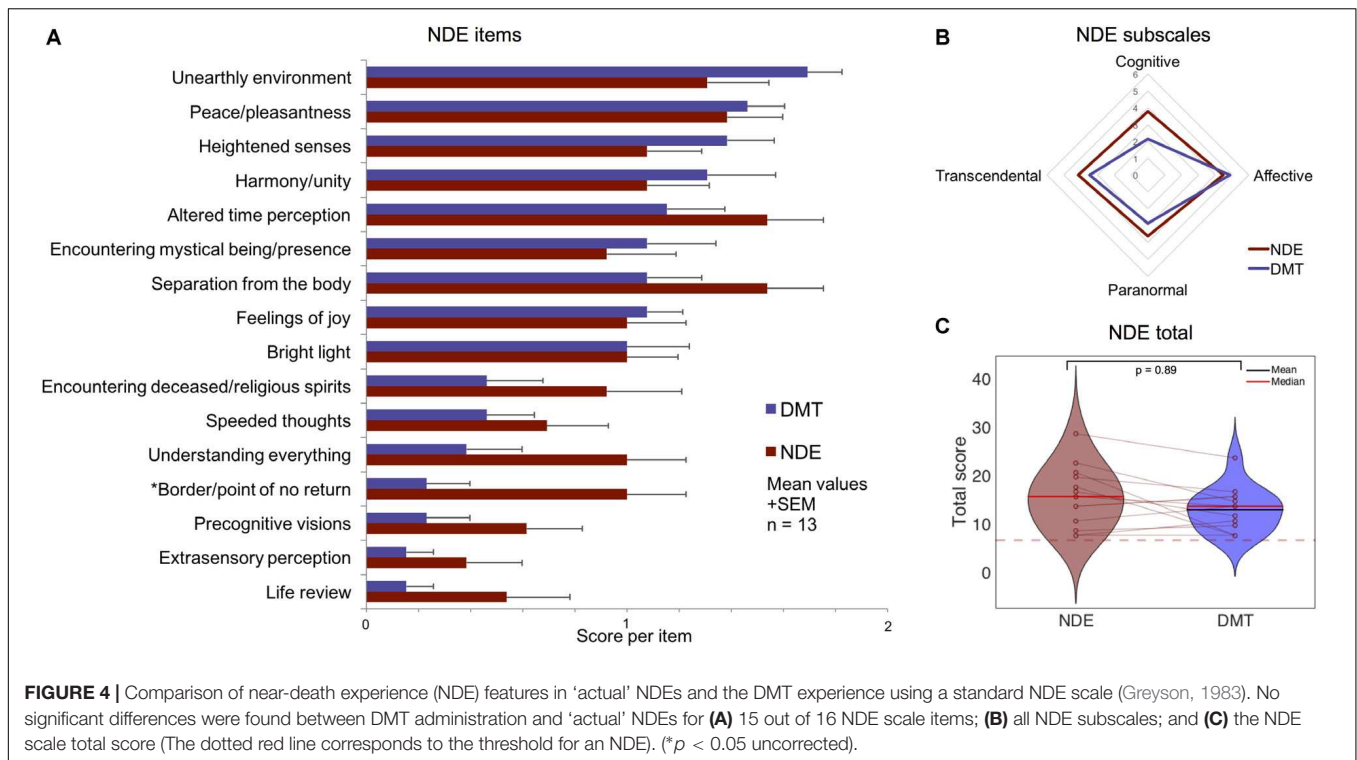 A
NDE items
Unearthly environment
Peace/pleasantness
Heightened senses
Harmony/unity
Altered time perception
Encountering mystical being/presence
Separation from the body
Feelings of joy
Bright light
Encountering deceased/religious spirits
Speeded thoughts
Understanding everything
*Border/point of no return
Precognitive visions
Extrasensory perception
Life review
DMT
NDE
Mean values
+SEM
n = 13
0 1 2
Score per item
B
NDE subscales
Cognitive
6
5
4
3
2
1
0
Transcendental
Affective
Paranormal
NDE
DMT
C
NDE total
p = 0.89
Mean
Median
40
30
20
10
0
Total score
NDE DMT
FIGURE 4 | Comparison of near-death experience (NDE) features in ‘actual’ NDEs and the DMT experience using a standard NDE scale (Greyson, 1983). No
significant differences were found between DMT administration and ‘actual’ NDEs for (A) 15 out of 16 NDE scale items; (B) all NDE subscales; and (C) the NDE
scale total score (The dotted red line corresponds to the threshold for an NDE). (*p < 0.05 uncorrected).